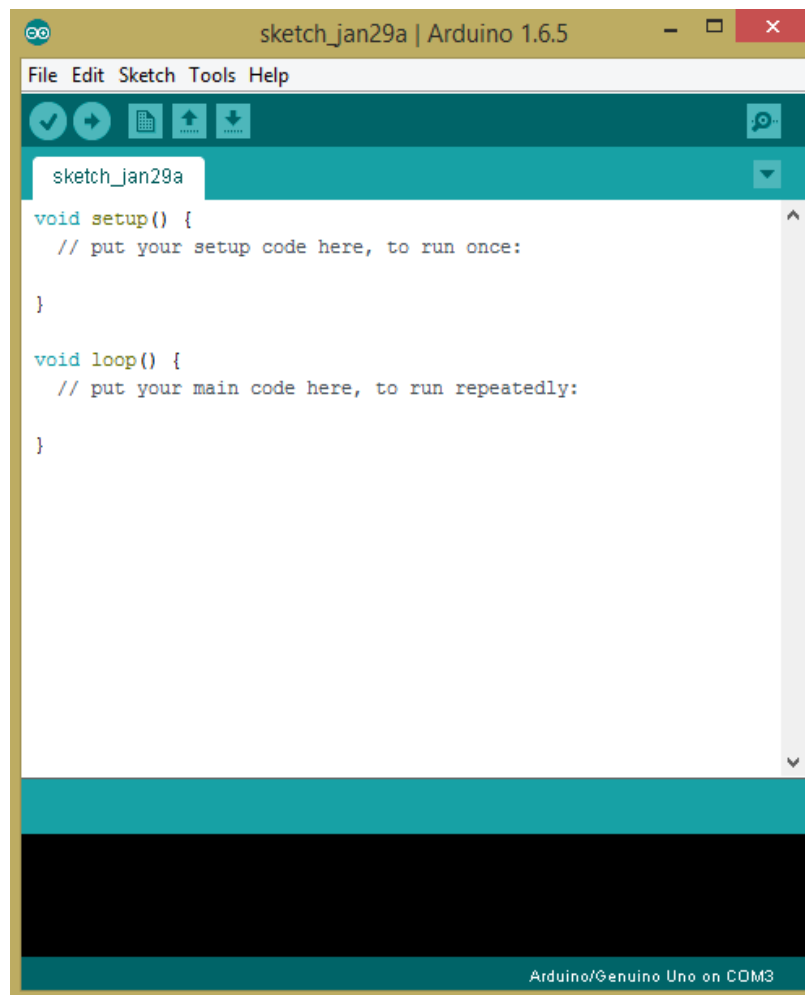 sketch_jan29a | Arduino 1.6.5
File Edit Sketch Tools Help
sketch_jan29a
void setup() {
  // put your setup code here, to run once:
}
void loop() {
  // put your main code here, to run repeatedly:
}
Arduino/Genuino Uno on COM3